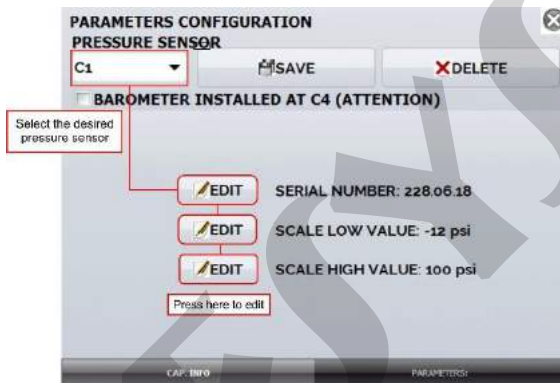 PARAMETERS CONFIGURATION
PRESSURE SENSOR
C1
SAVE
DELETE
BAROMETER INSTALLED AT C4 (ATTENTION)
Select the desired
pressure sensor
EDIT
SERIAL NUMBER: 228.06.18
EDIT
SCALE LOW VALUE: -12 psi
EDIT
SCALE HIGH VALUE: 100 psi
Press here to edit
CAP. INFO
PARAMETERS: